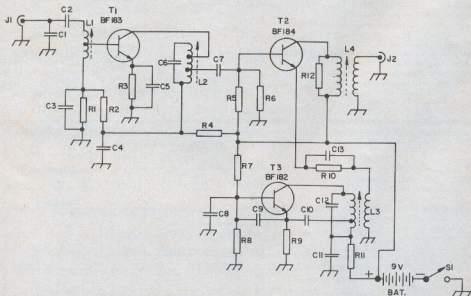 J1
C2
L1
T1
BF183
C1
C6
C7
L2
T2
BF184
L4
J2
R12
C3
R1
R2
R3
C5
C4
R4
R5
R6
R7
C13
R10
T3
BF182
C8
C9
C10
C12
L3
R8
R9
C11
R11
+
9V
−
S1
BAT.